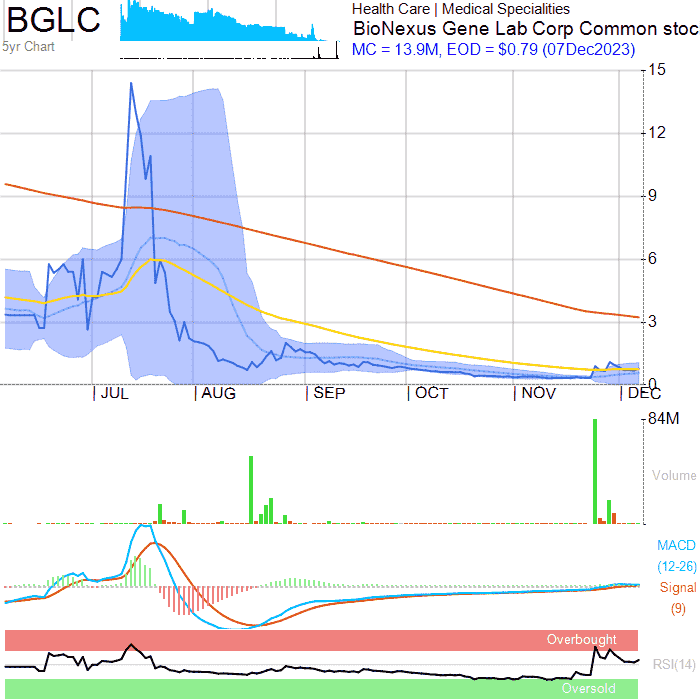 BGLC
5yr Chart
Health Care | Medical Specialities
BioNexus Gene Lab Corp Common stoc
MC = 13.9M, EOD = $0.79 (07Dec2023)
15
12
9
6
3
0
JUL AUG SEP OCT NOV DEC
84M
Volume
MACD
(12-26)
Signal
(9)
Overbought
RSI(14)
Oversold